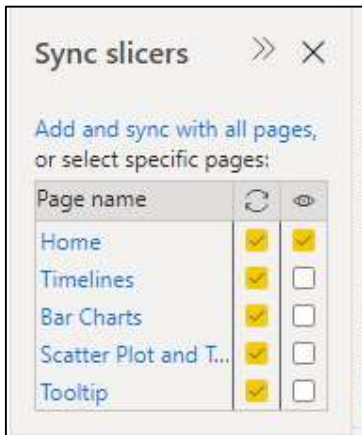 Sync slicers
Add and sync with all pages,
or select specific pages:
Page name
Home
Timelines
Bar Charts
Scatter Plot and T...
Tooltip